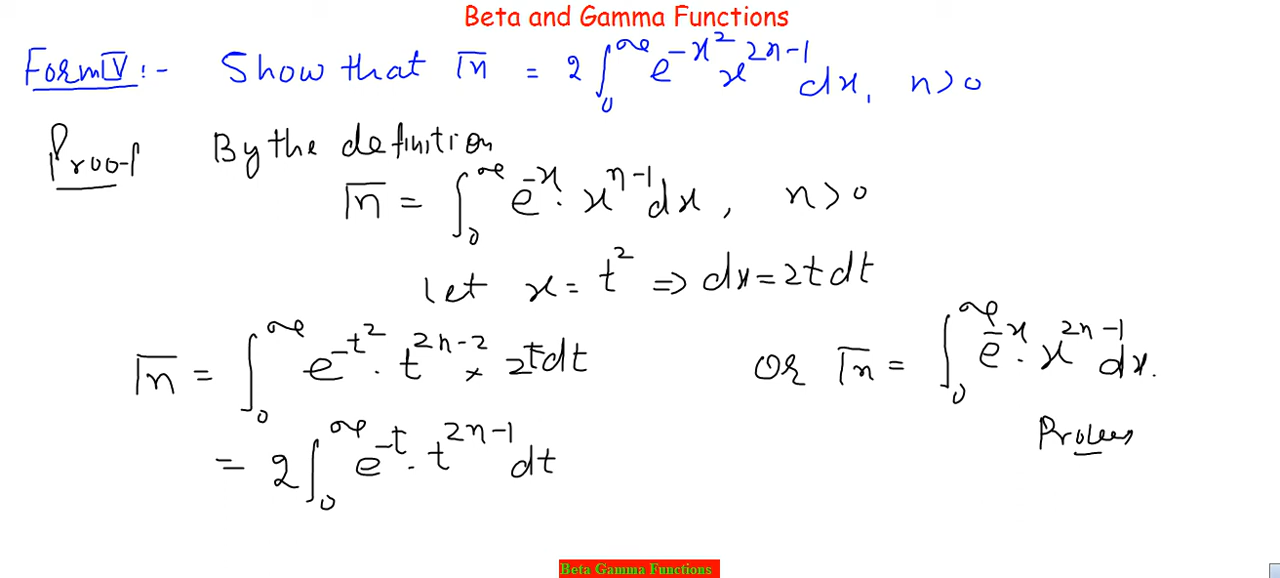 Beta and Gamma Functions
Form IV :- Show that Γn = 2 ∫₀^∞ e^{-x²} x^{2n-1} dx, n>0
Proof By the definition
Γn = ∫₀^∞ e^{-x} · x^{n-1} dx, n>0
let x = t² ⇒ dx = 2t dt
Γn = ∫₀^∞ e^{-t²} · t^{2n-2} × 2t dt
= 2 ∫₀^∞ e^{-t} · t^{2n-1} dt
Or Γn = ∫₀^∞ e^{-x} · x^{2n-1} dx.
Beta Gamma Functions